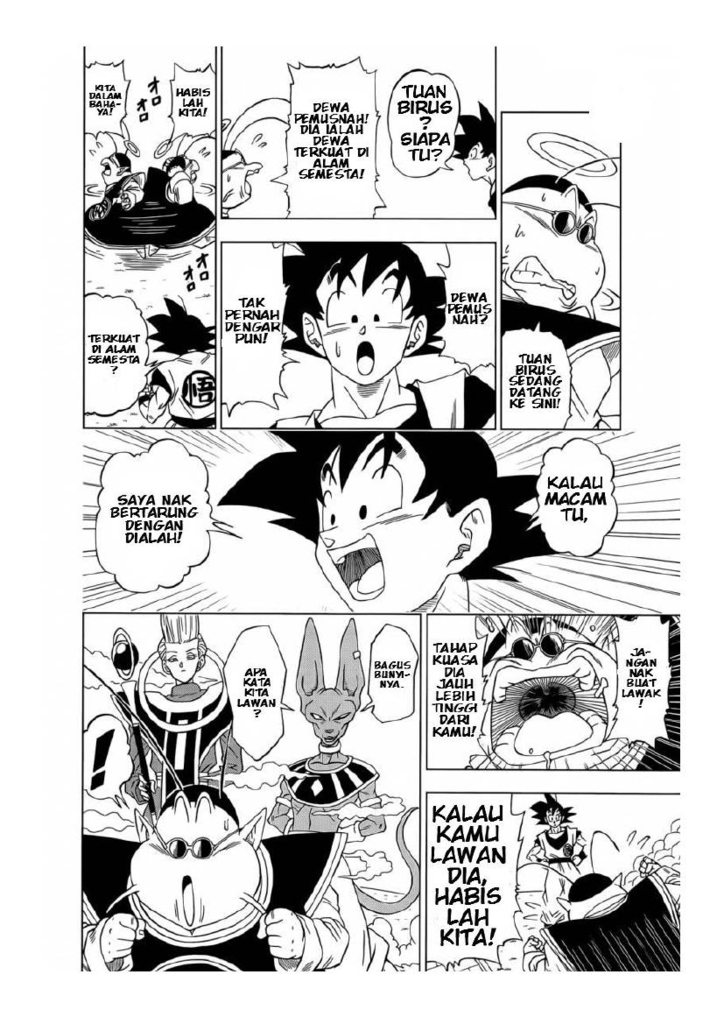 TUAN
BIRUS
?
SIAPA
TU?
DEWA
PEMUSNAH!
DIA IALAH
DEWA
TERKUAT DI
ALAM
SEMESTA!
HABIS
LAH
KITA!
KITA
DALAM
BAHA-
YA!
オロ
オロ
TUAN
BIRUS
SEDANG
DATANG
KE SINI!
DEWA
PEMUS
NAH?
TAK
PERNAH
DENGAR
PUN!
オロ
オロ
TERKUAT
DI ALAM
SEMESTA
?
悟
KALAU
MACAM
TU,
SAYA NAK
BERTARUNG
DENGAN
DIALAH!
JA-
NGAN
NAK
BUAT
LAWAK
!
TAHAP
KUASA
DIA
JAUH
LEBIH
TINGGI
DARI
KAMU!
KALAU
KAMU
LAWAN
DIA,
HABIS
LAH
KITA!
BAGUS
BUNYI-
NYA.
APA
KATA
KITA
LAWAN
?
!